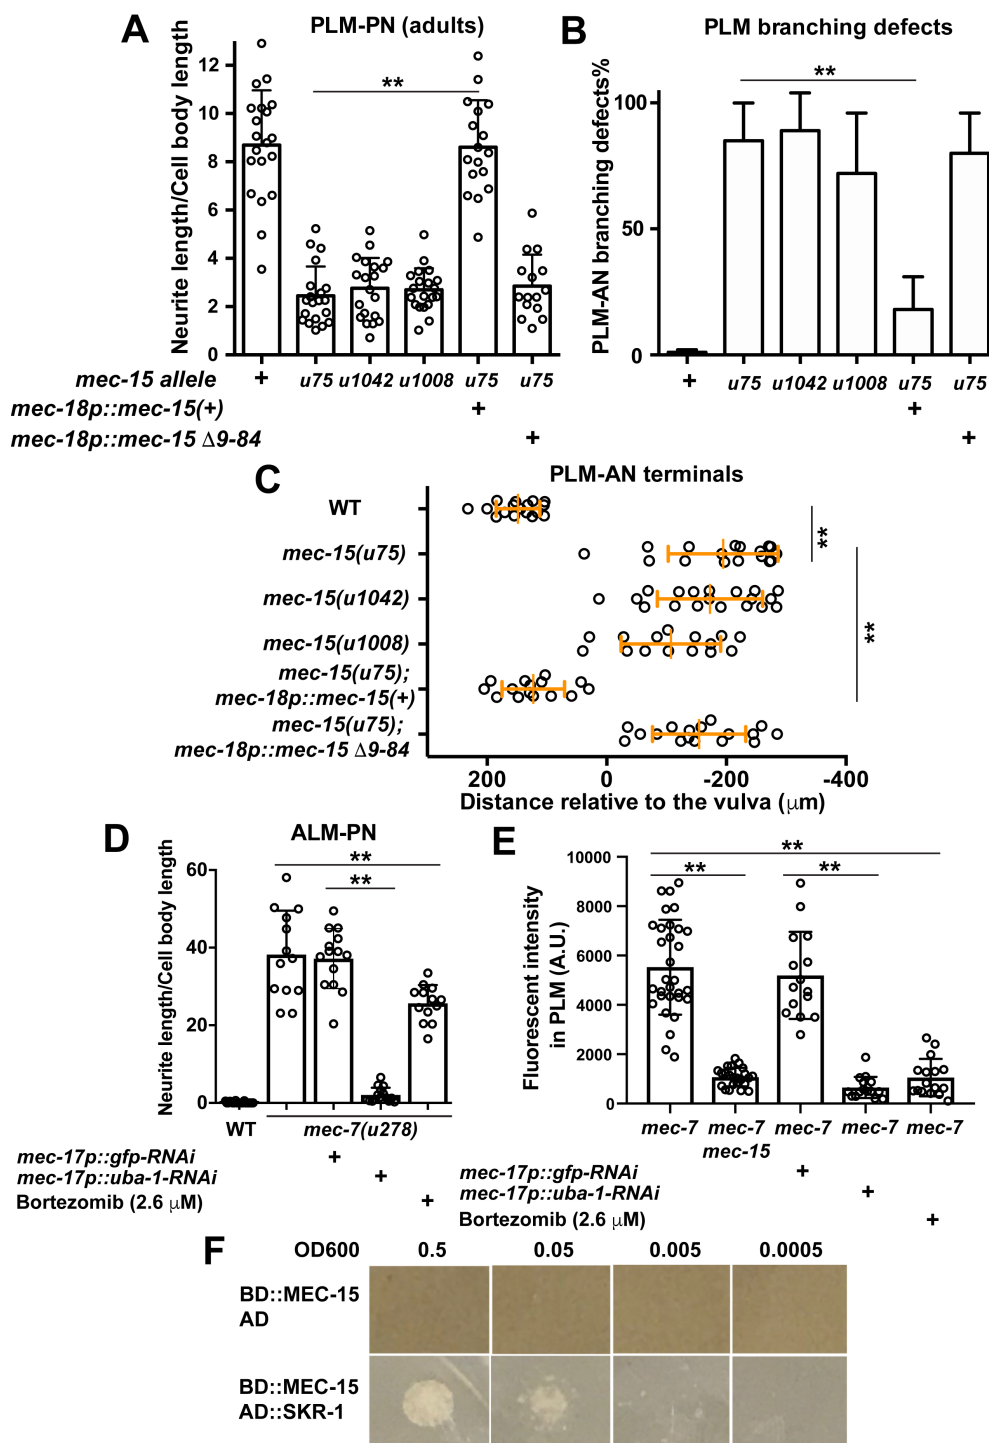 A
PLM-PN (adults)
Neurite length/Cell body length
12
10
8
6
4
2
0
**
mec-15 allele + u75 u1042 u1008 u75 u75
mec-18p::mec-15(+) +
mec-18p::mec-15 Δ9-84 +
B
PLM branching defects
PLM-AN branching defects%
100
50
0
**
+ u75 u1042 u1008 u75 u75
+
+
C
PLM-AN terminals
WT
mec-15(u75)
mec-15(u1042)
mec-15(u1008)
mec-15(u75);
mec-18p::mec-15(+)
mec-15(u75);
mec-18p::mec-15 Δ9-84
**
**
200 0 -200 -400
Distance relative to the vulva (μm)
D
ALM-PN
Neurite length/Cell body length
60
40
20
0
**
**
WT mec-7(u278)
mec-17p::gfp-RNAi +
mec-17p::uba-1-RNAi +
Bortezomib (2.6 μM) +
E
Fluorescent intensity
in PLM (A.U.)
10000
8000
6000
4000
2000
0
**
** **
mec-7 mec-7 mec-7 mec-7 mec-7
mec-15
mec-17p::gfp-RNAi +
mec-17p::uba-1-RNAi +
Bortezomib (2.6 μM) +
F
OD600 0.5 0.05 0.005 0.0005
BD::MEC-15
AD
BD::MEC-15
AD::SKR-1